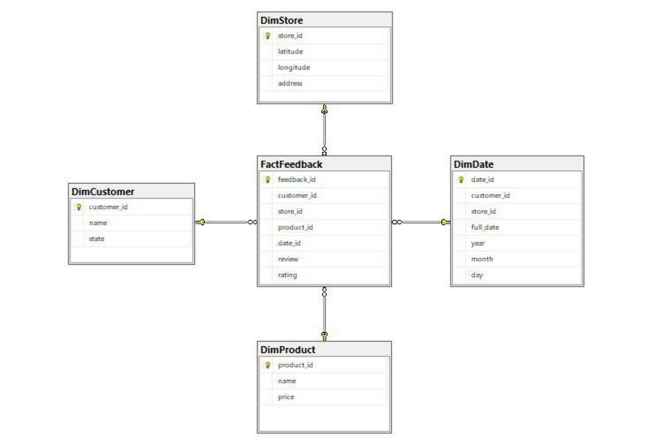 DimStore
store_id
latitude
longitude
address
FactFeedback
feedback_id
customer_id
store_id
product_id
date_id
review
rating
DimDate
date_id
customer_id
store_id
full_date
year
month
day
DimCustomer
customer_id
name
state
DimProduct
product_id
name
price